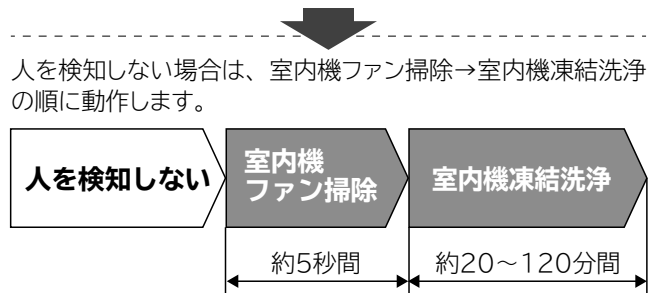 人を検知しない場合は、室内機ファン掃除→室内機凍結洗浄
の順に動作します。
人を検知しない
室内機
ファン掃除
室内機凍結洗浄
約5秒間
約20～120分間